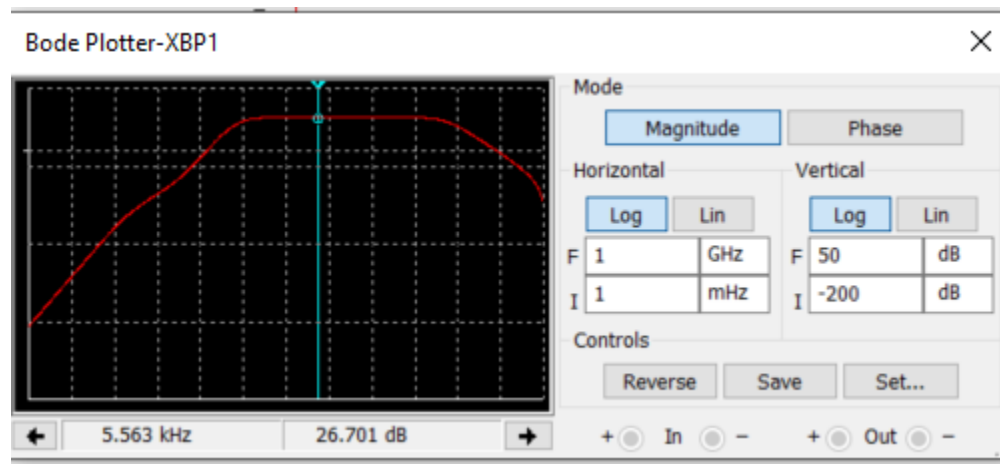 Bode Plotter-XBP1
Mode
Magnitude Phase
Horizontal Vertical
Log Lin Log Lin
F 1 GHz F 50 dB
I 1 mHz I -200 dB
Controls
Reverse Save Set...
5.563 kHz 26.701 dB + In - + Out -